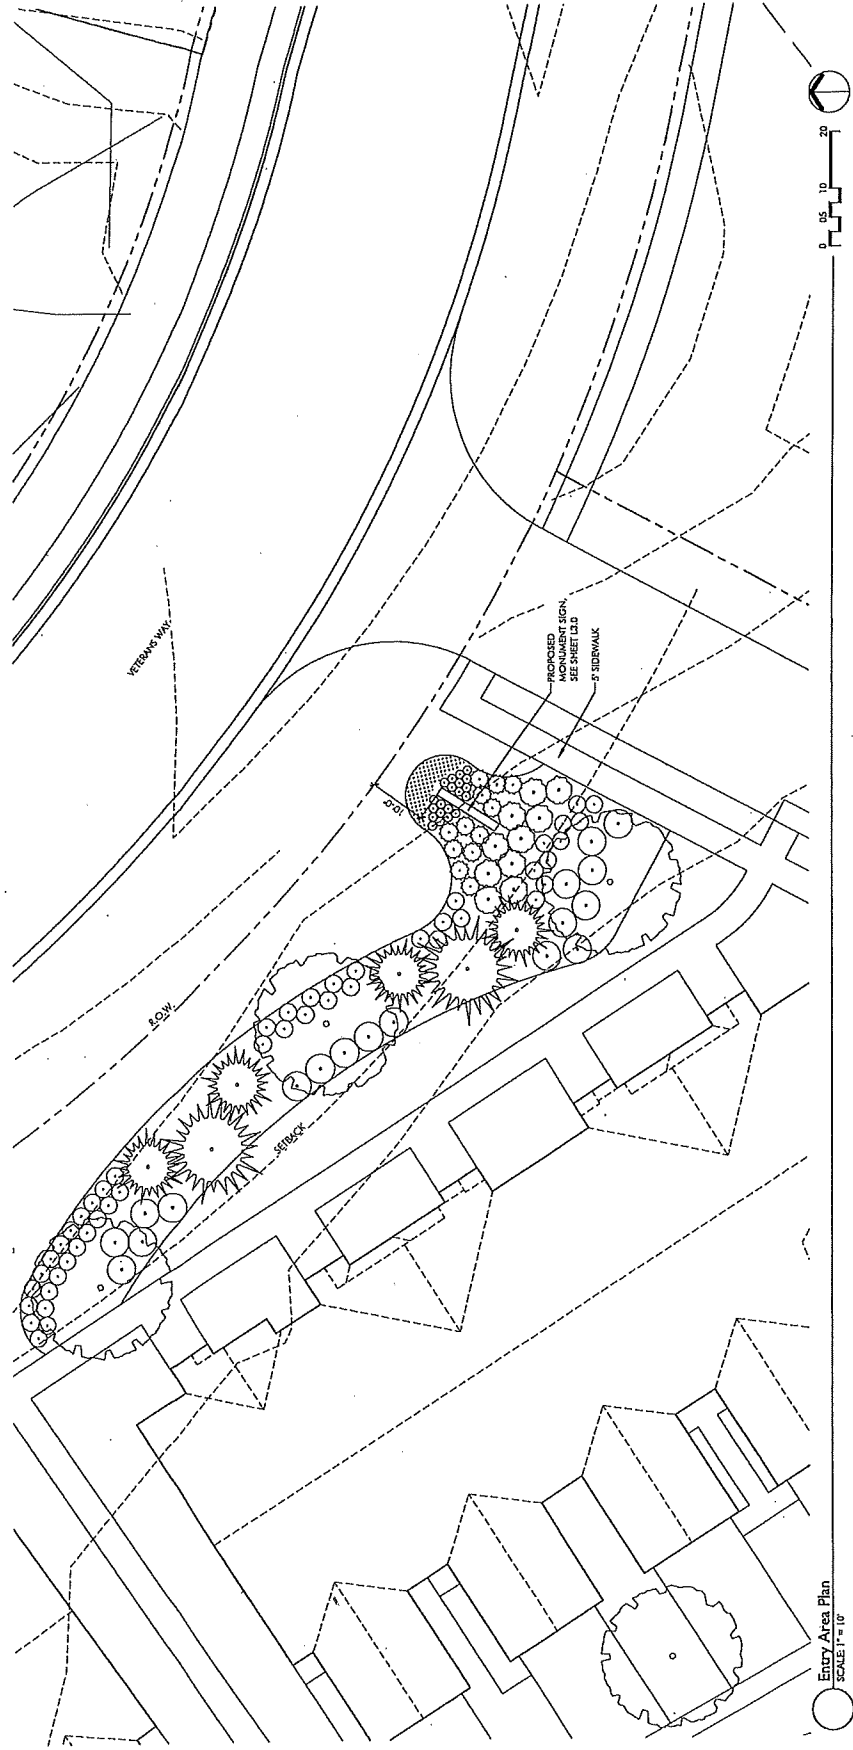 VETERANS WAY
R.O.W.
10'-0"
PROPOSED
MONUMENT SIGN,
SEE SHEET L3.D
5' SIDEWALK
SETBACK
0 05 10 20
Entry Area Plan
SCALE: 1" = 10'